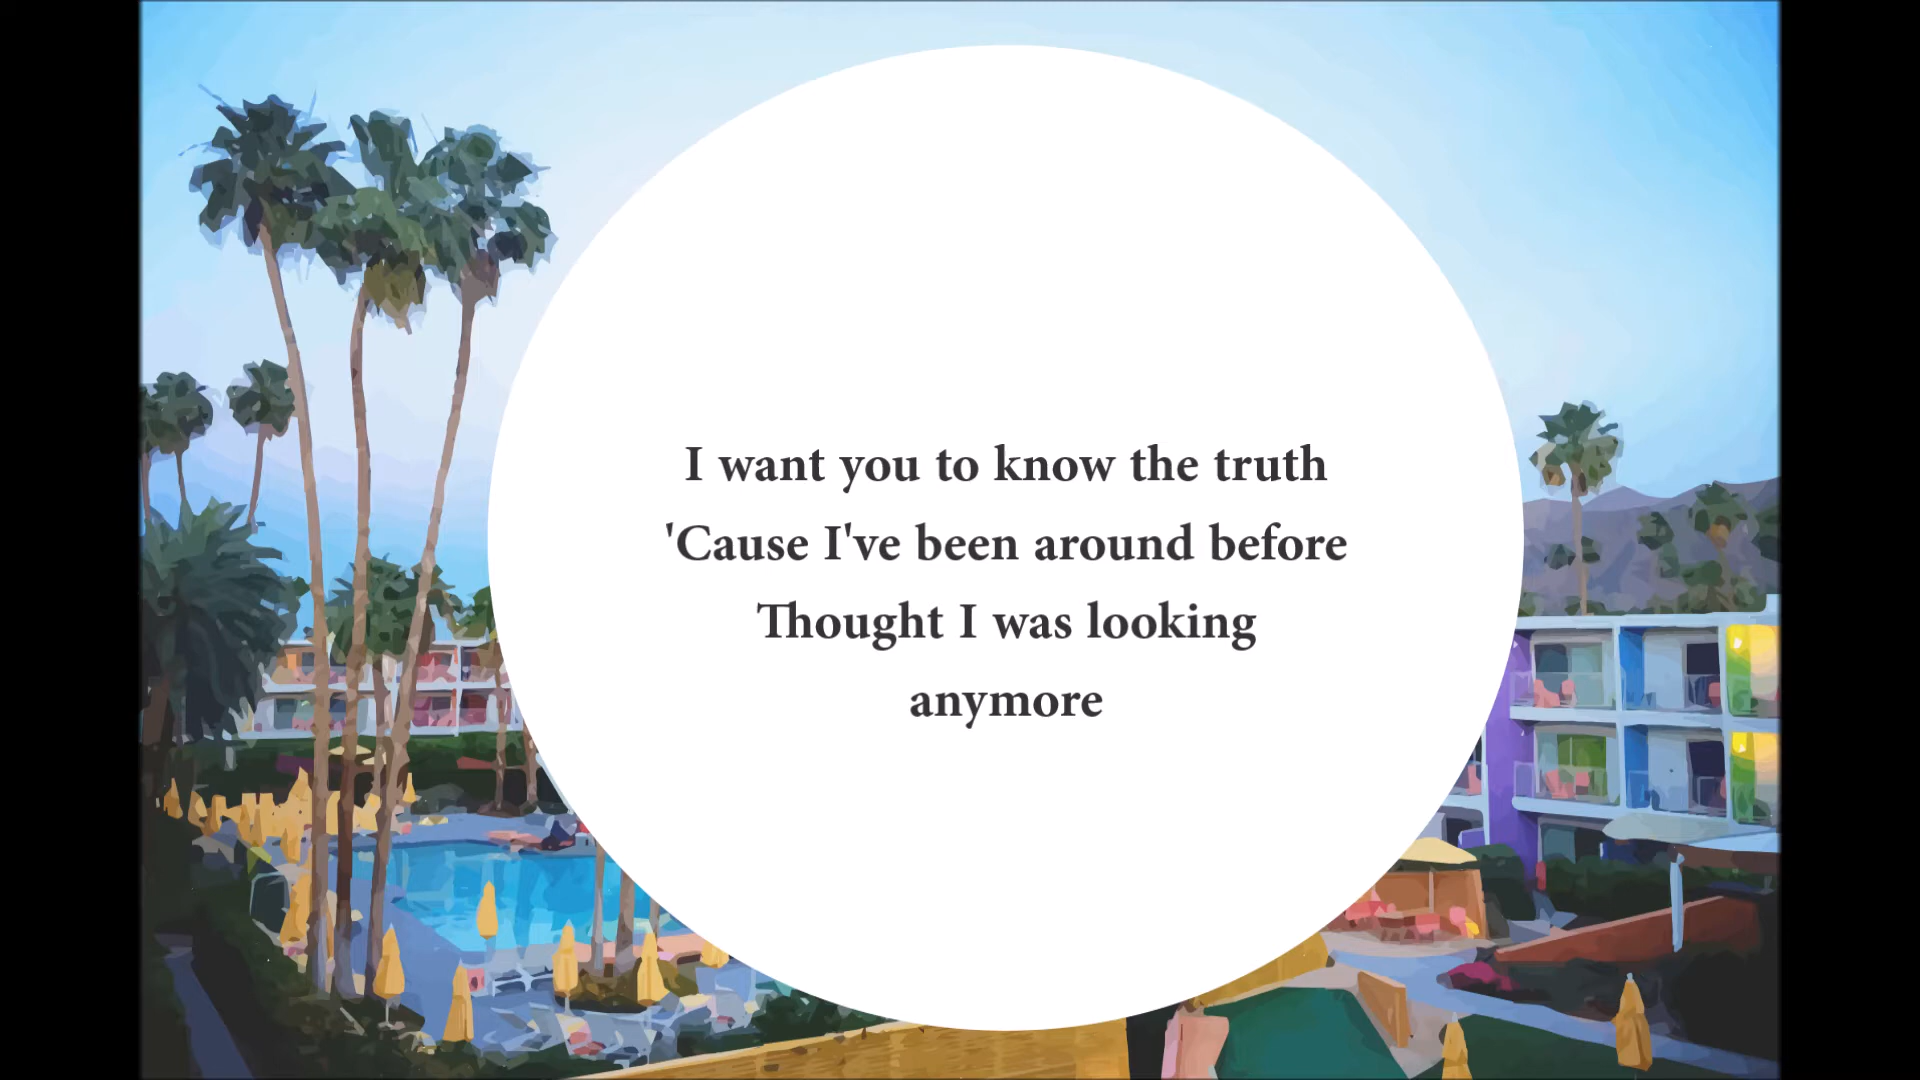 I want you to know the truth
'Cause I've been around before
Thought I was looking
anymore